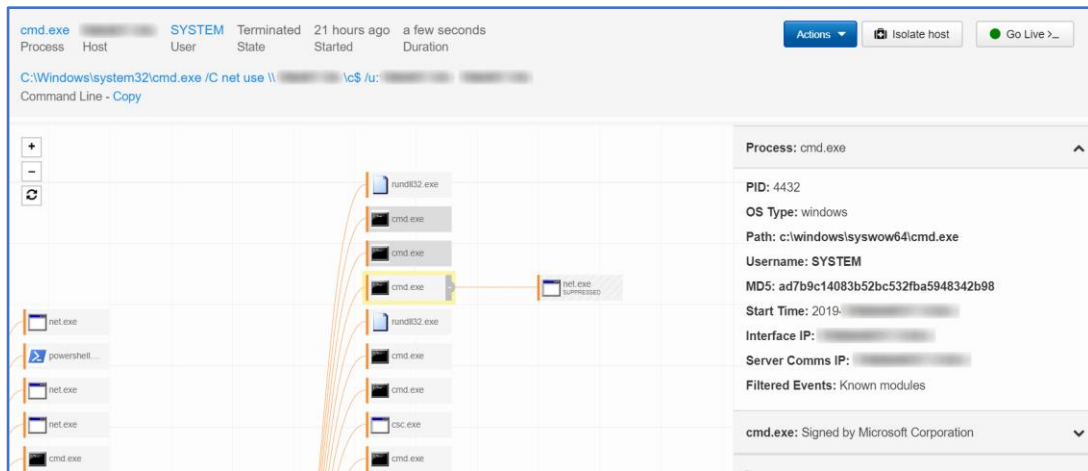 cmd.exe SYSTEM Terminated 21 hours ago a few seconds
Process Host User State Started Duration
Actions Isolate host Go Live >_
C:\Windows\system32\cmd.exe /C net use \\ \c$ /u:
Command Line - Copy
+
-
rundll32.exe
cmd.exe
cmd.exe
cmd.exe
net.exe
SUPPRESSED
net.exe
rundll32.exe
powershell....
cmd.exe
net.exe
cmd.exe
net.exe
csc.exe
cmd.exe
cmd.exe
Process: cmd.exe
PID: 4432
OS Type: windows
Path: c:\windows\syswow64\cmd.exe
Username: SYSTEM
MD5: ad7b9c14083b52bc532fba5948342b98
Start Time: 2019-
Interface IP:
Server Comms IP:
Filtered Events: Known modules
cmd.exe: Signed by Microsoft Corporation